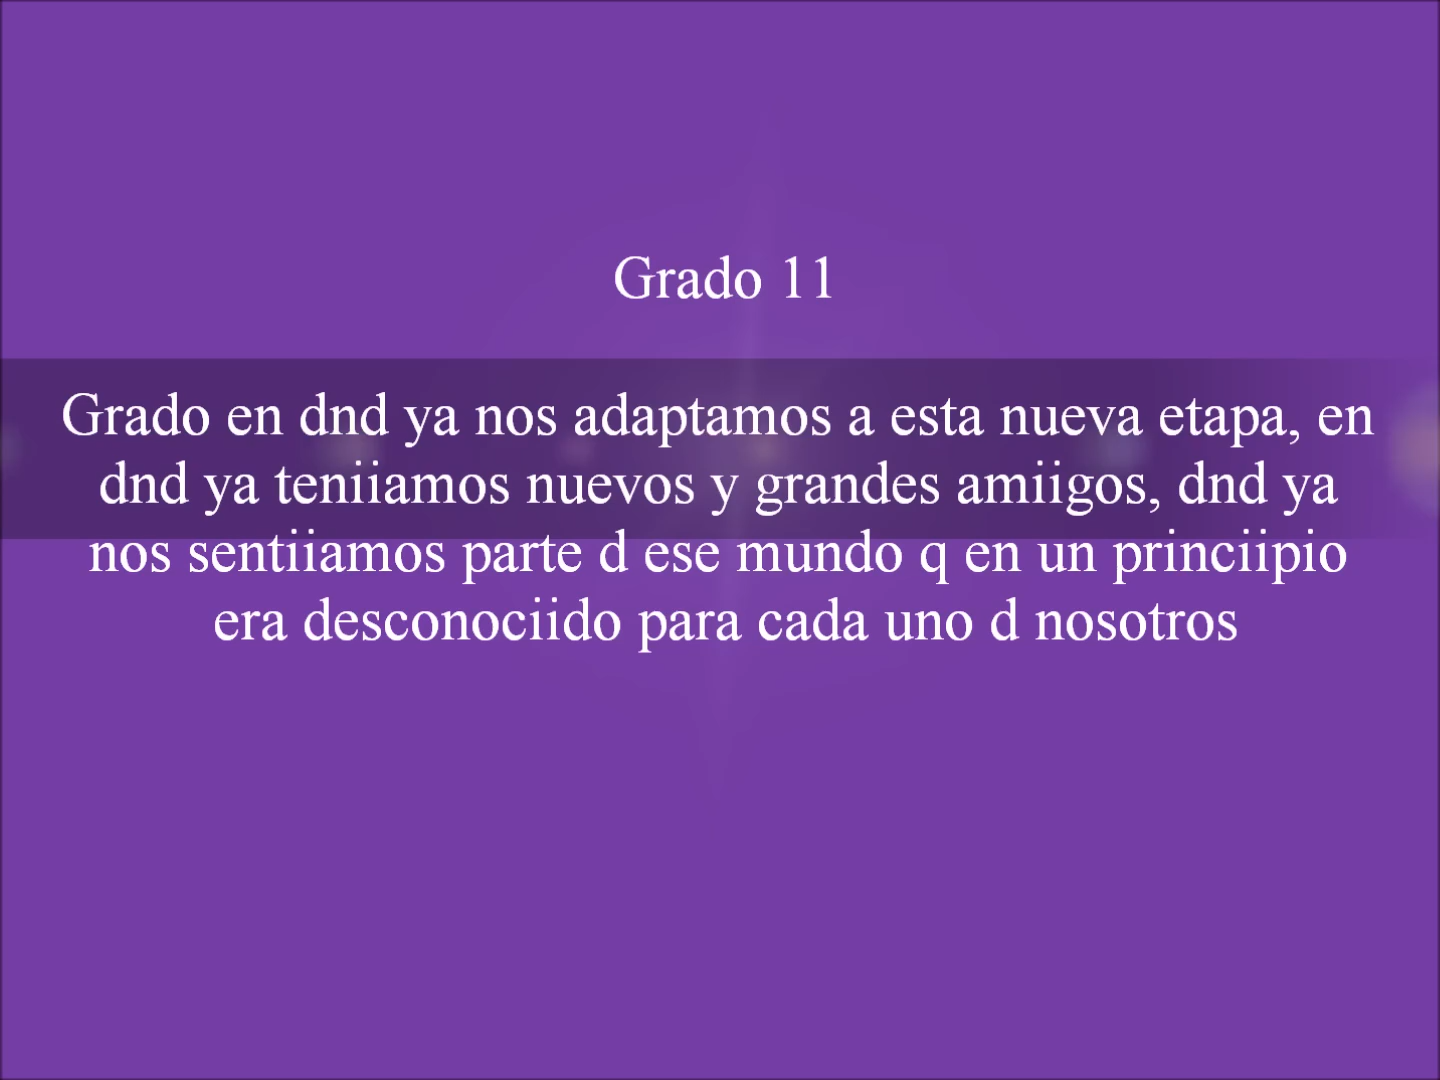 Grado 11
Grado en dnd ya nos adaptamos a esta nueva etapa, en
dnd ya teniiamos nuevos y grandes amiigos, dnd ya
nos sentiiamos parte d ese mundo q en un princiipio
era desconociido para cada uno d nosotros